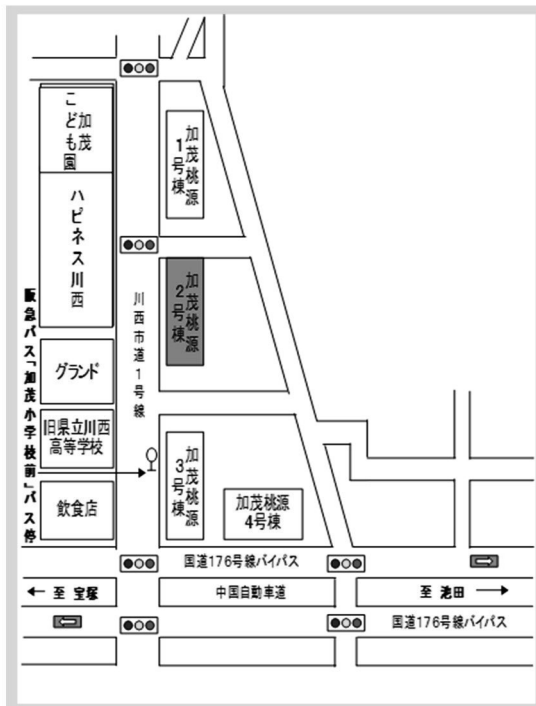 加茂
こども園
ハピネス川西
グランド
旧県立川西
高等学校
飲食店
阪急バス「加茂小学校前」バス停
川西市道1号線
加茂桃源
1号棟
加茂桃源
2号棟
加茂桃源
3号棟
加茂桃源
4号棟
国道176号線バイパス
← 至 宝塚
中国自動車道
至 池田 →
国道176号線バイパス